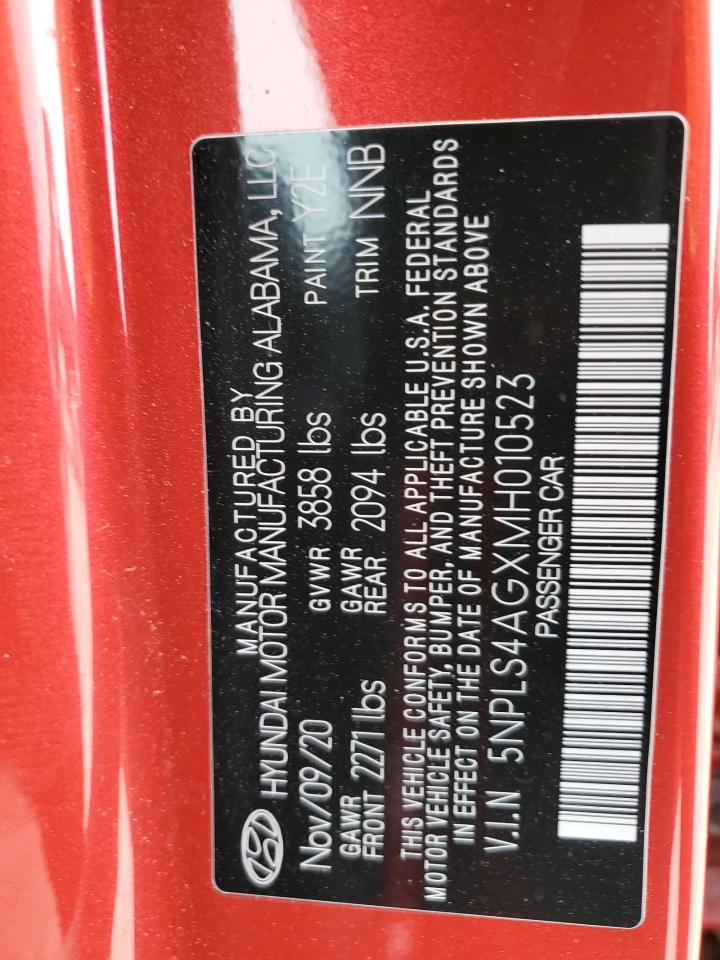 MANUFACTURED BY
HYUNDAI MOTOR MANUFACTURING ALABAMA, LLC
Nov/09/20 GVWR 3858 lbs PAINT Y2E
GAWR FRONT 2271 lbs GAWR REAR 2094 lbs TRIM NNB
THIS VEHICLE CONFORMS TO ALL APPLICABLE U.S.A. FEDERAL
MOTOR VEHICLE SAFETY, BUMPER, AND THEFT PREVENTION STANDARDS
IN EFFECT ON THE DATE OF MANUFACTURE SHOWN ABOVE
V.I.N 5NPLS4AGXMH010523
PASSENGER CAR